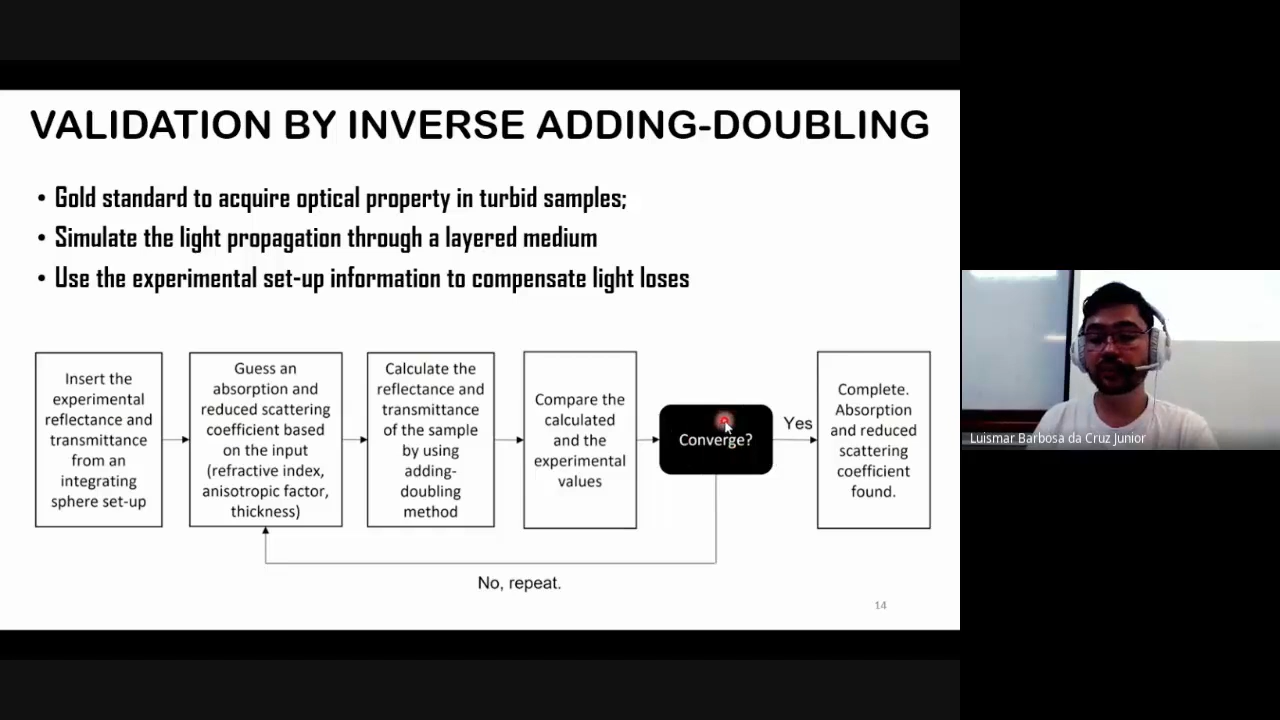 VALIDATION BY INVERSE ADDING-DOUBLING
• Gold standard to acquire optical property in turbid samples;
• Simulate the light propagation through a layered medium
• Use the experimental set-up information to compensate light loses
Insert the
experimental
reflectance and
transmittance
from an
integrating
sphere set-up
Guess an
absorption and
reduced scattering
coefficient based
on the input
(refractive index,
anisotropic factor,
thickness)
Calculate the
reflectance and
transmittance
of the sample
by using
adding-
doubling
method
Compare the
calculated
and the
experimental
values
Converge?
Yes
Complete.
Absorption
and reduced
scattering
coefficient
found.
No, repeat.
14
Luismar Barbosa da Cruz Junior